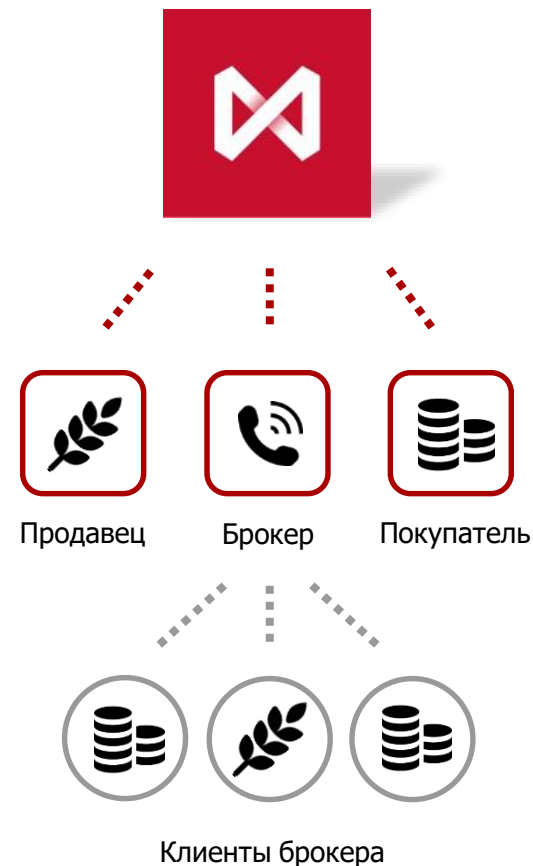 Продавец
Брокер
Покупатель
Клиенты брокера